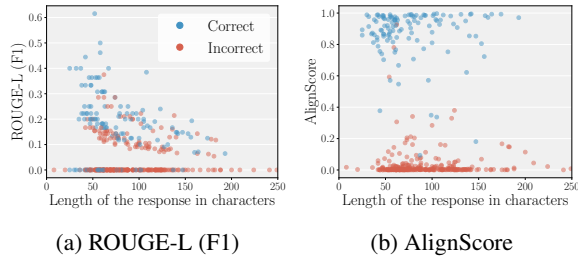 ROUGE-L (F1)
0.6
0.5
0.4
0.3
0.2
0.1
0.0
Correct
Incorrect
0 50 100 150 200 250
Length of the response in characters
(a) ROUGE-L (F1)
AlignScore
1.0
0.8
0.6
0.4
0.2
0.0
0 50 100 150 200 250
Length of the response in characters
(b) AlignScore